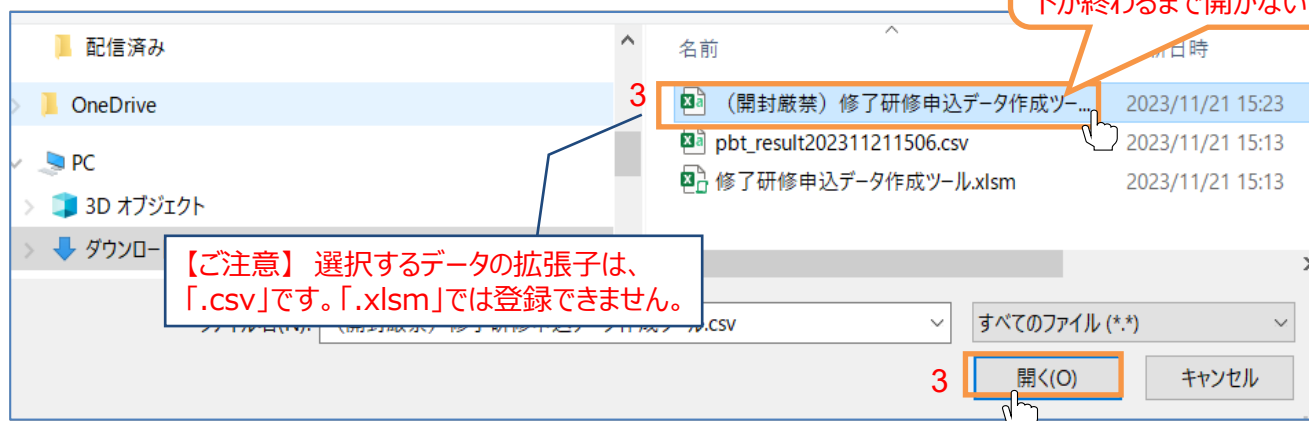 ドが終わるまで開かない
配信済み
OneDrive
PC
3D オブジェクト
ダウンロー
名前
日時
3
(開封厳禁)修了研修申込データ作成ツー... 2023/11/21 15:23
pbt_result202311211506.csv 2023/11/21 15:13
修了研修申込データ作成ツール.xlsm 2023/11/21 15:13
【ご注意】 選択するデータの拡張子は、
「.csv」です。「.xlsm」では登録できません。
.csv
すべてのファイル (*.*)
3
開く(O)
キャンセル